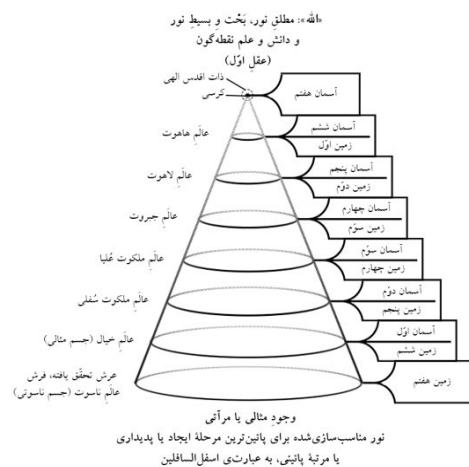 «الله»: مطلقِ نور، بَحْت و بسیطِ نور
و دانش و علم نقطه‌گون
(عقلِ اوّل)
ذات اقدس الهی
کرسی
آسمان هفتم
عالَمِ هاهوت
آسمان ششم
زمین اوّل
عالَمِ لاهوت
آسمان پنجم
زمین دوّم
عالَمِ جبروت
آسمان چهارم
زمین سوّم
عالَمِ ملکوت عُلیا
آسمان سوّم
زمین چهارم
عالَمِ ملکوت سُفلی
آسمان دوّم
زمین پنجم
عالَمِ خیال (جسم مثالی)
آسمان اوّل
زمین ششم
عرش تحقّق یافته، فرش
عالَمِ ناسوت (جسم ناسوتی)
زمین هفتم
وجودِ مثالی یا مرآتی
نور مناسب‌سازی‌شده برای پائین‌ترین مرحلهٔ ایجاد یا پدیداری
یا مرتبهٔ پائینی، به عبارت‌ی اسفل‌السافلین